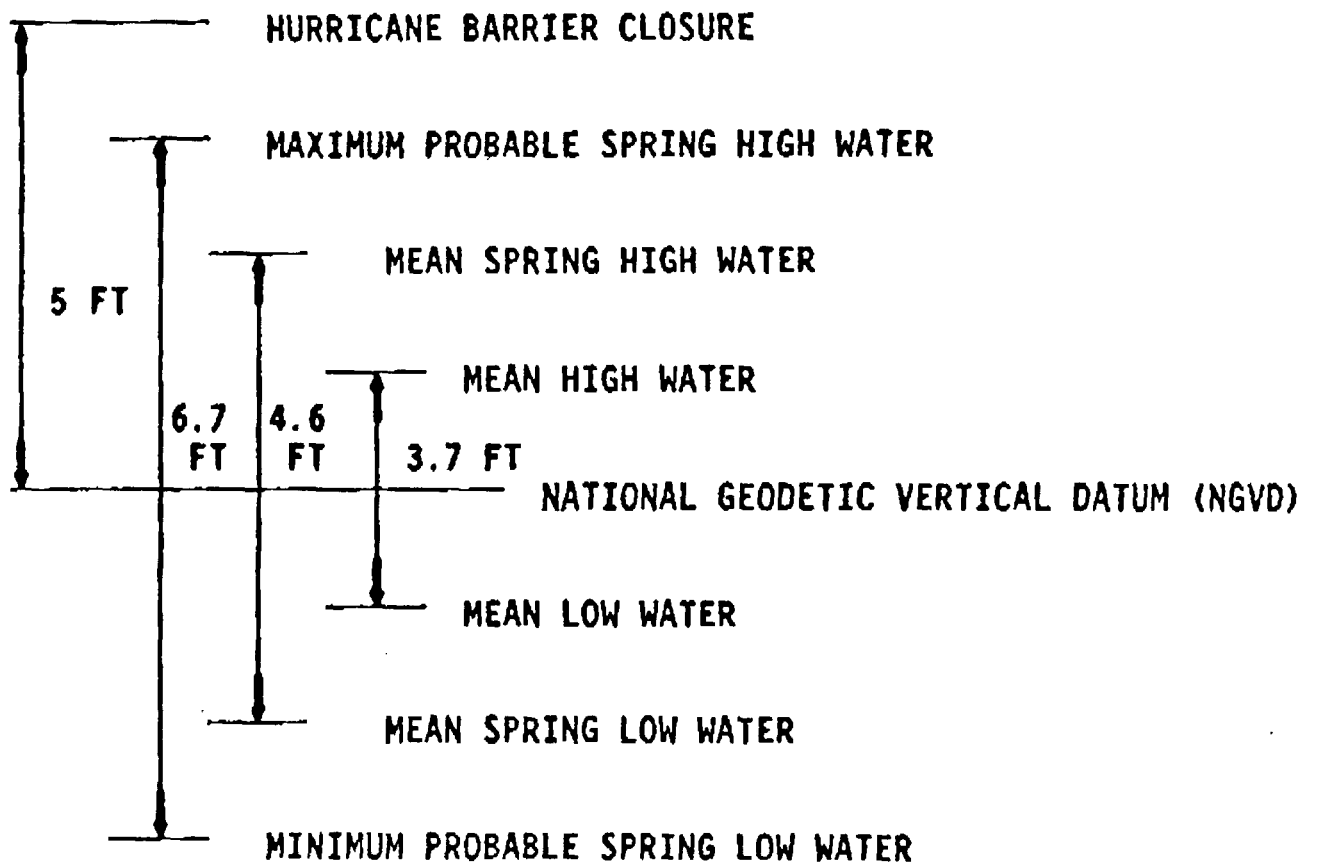 HURRICANE BARRIER CLOSURE
MAXIMUM PROBABLE SPRING HIGH WATER
MEAN SPRING HIGH WATER
5 FT
MEAN HIGH WATER
6.7 FT
4.6 FT
3.7 FT
NATIONAL GEODETIC VERTICAL DATUM (NGVD)
MEAN LOW WATER
MEAN SPRING LOW WATER
MINIMUM PROBABLE SPRING LOW WATER